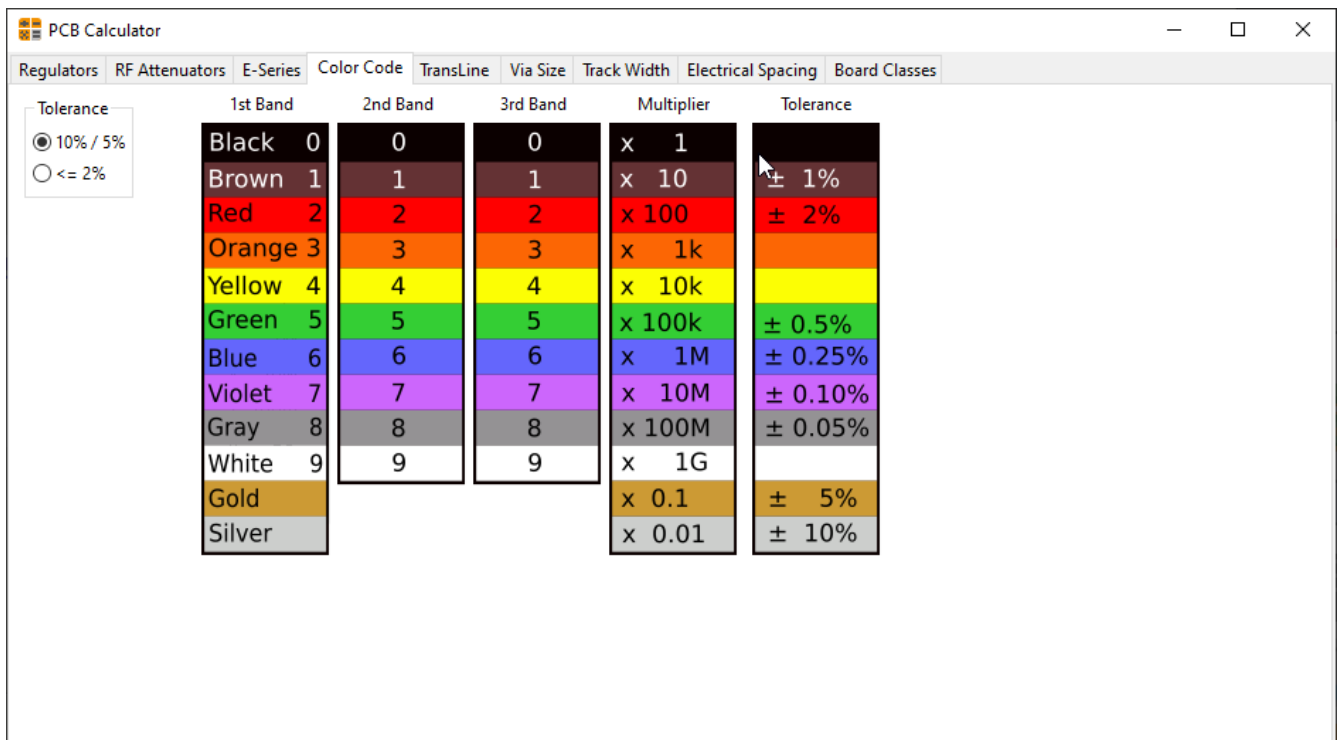 PCB Calculator
Regulators RF Attenuators E-Series Color Code TransLine Via Size Track Width Electrical Spacing Board Classes
Tolerance 1st Band 2nd Band 3rd Band Multiplier Tolerance
10% / 5% Black 0 0 0 x 1
<= 2% Brown 1 1 1 x 10 ± 1%
Red 2 2 2 x 100 ± 2%
Orange 3 3 3 x 1k
Yellow 4 4 4 x 10k
Green 5 5 5 x 100k ± 0.5%
Blue 6 6 6 x 1M ± 0.25%
Violet 7 7 7 x 10M ± 0.10%
Gray 8 8 8 x 100M ± 0.05%
White 9 9 9 x 1G
Gold x 0.1 ± 5%
Silver x 0.01 ± 10%